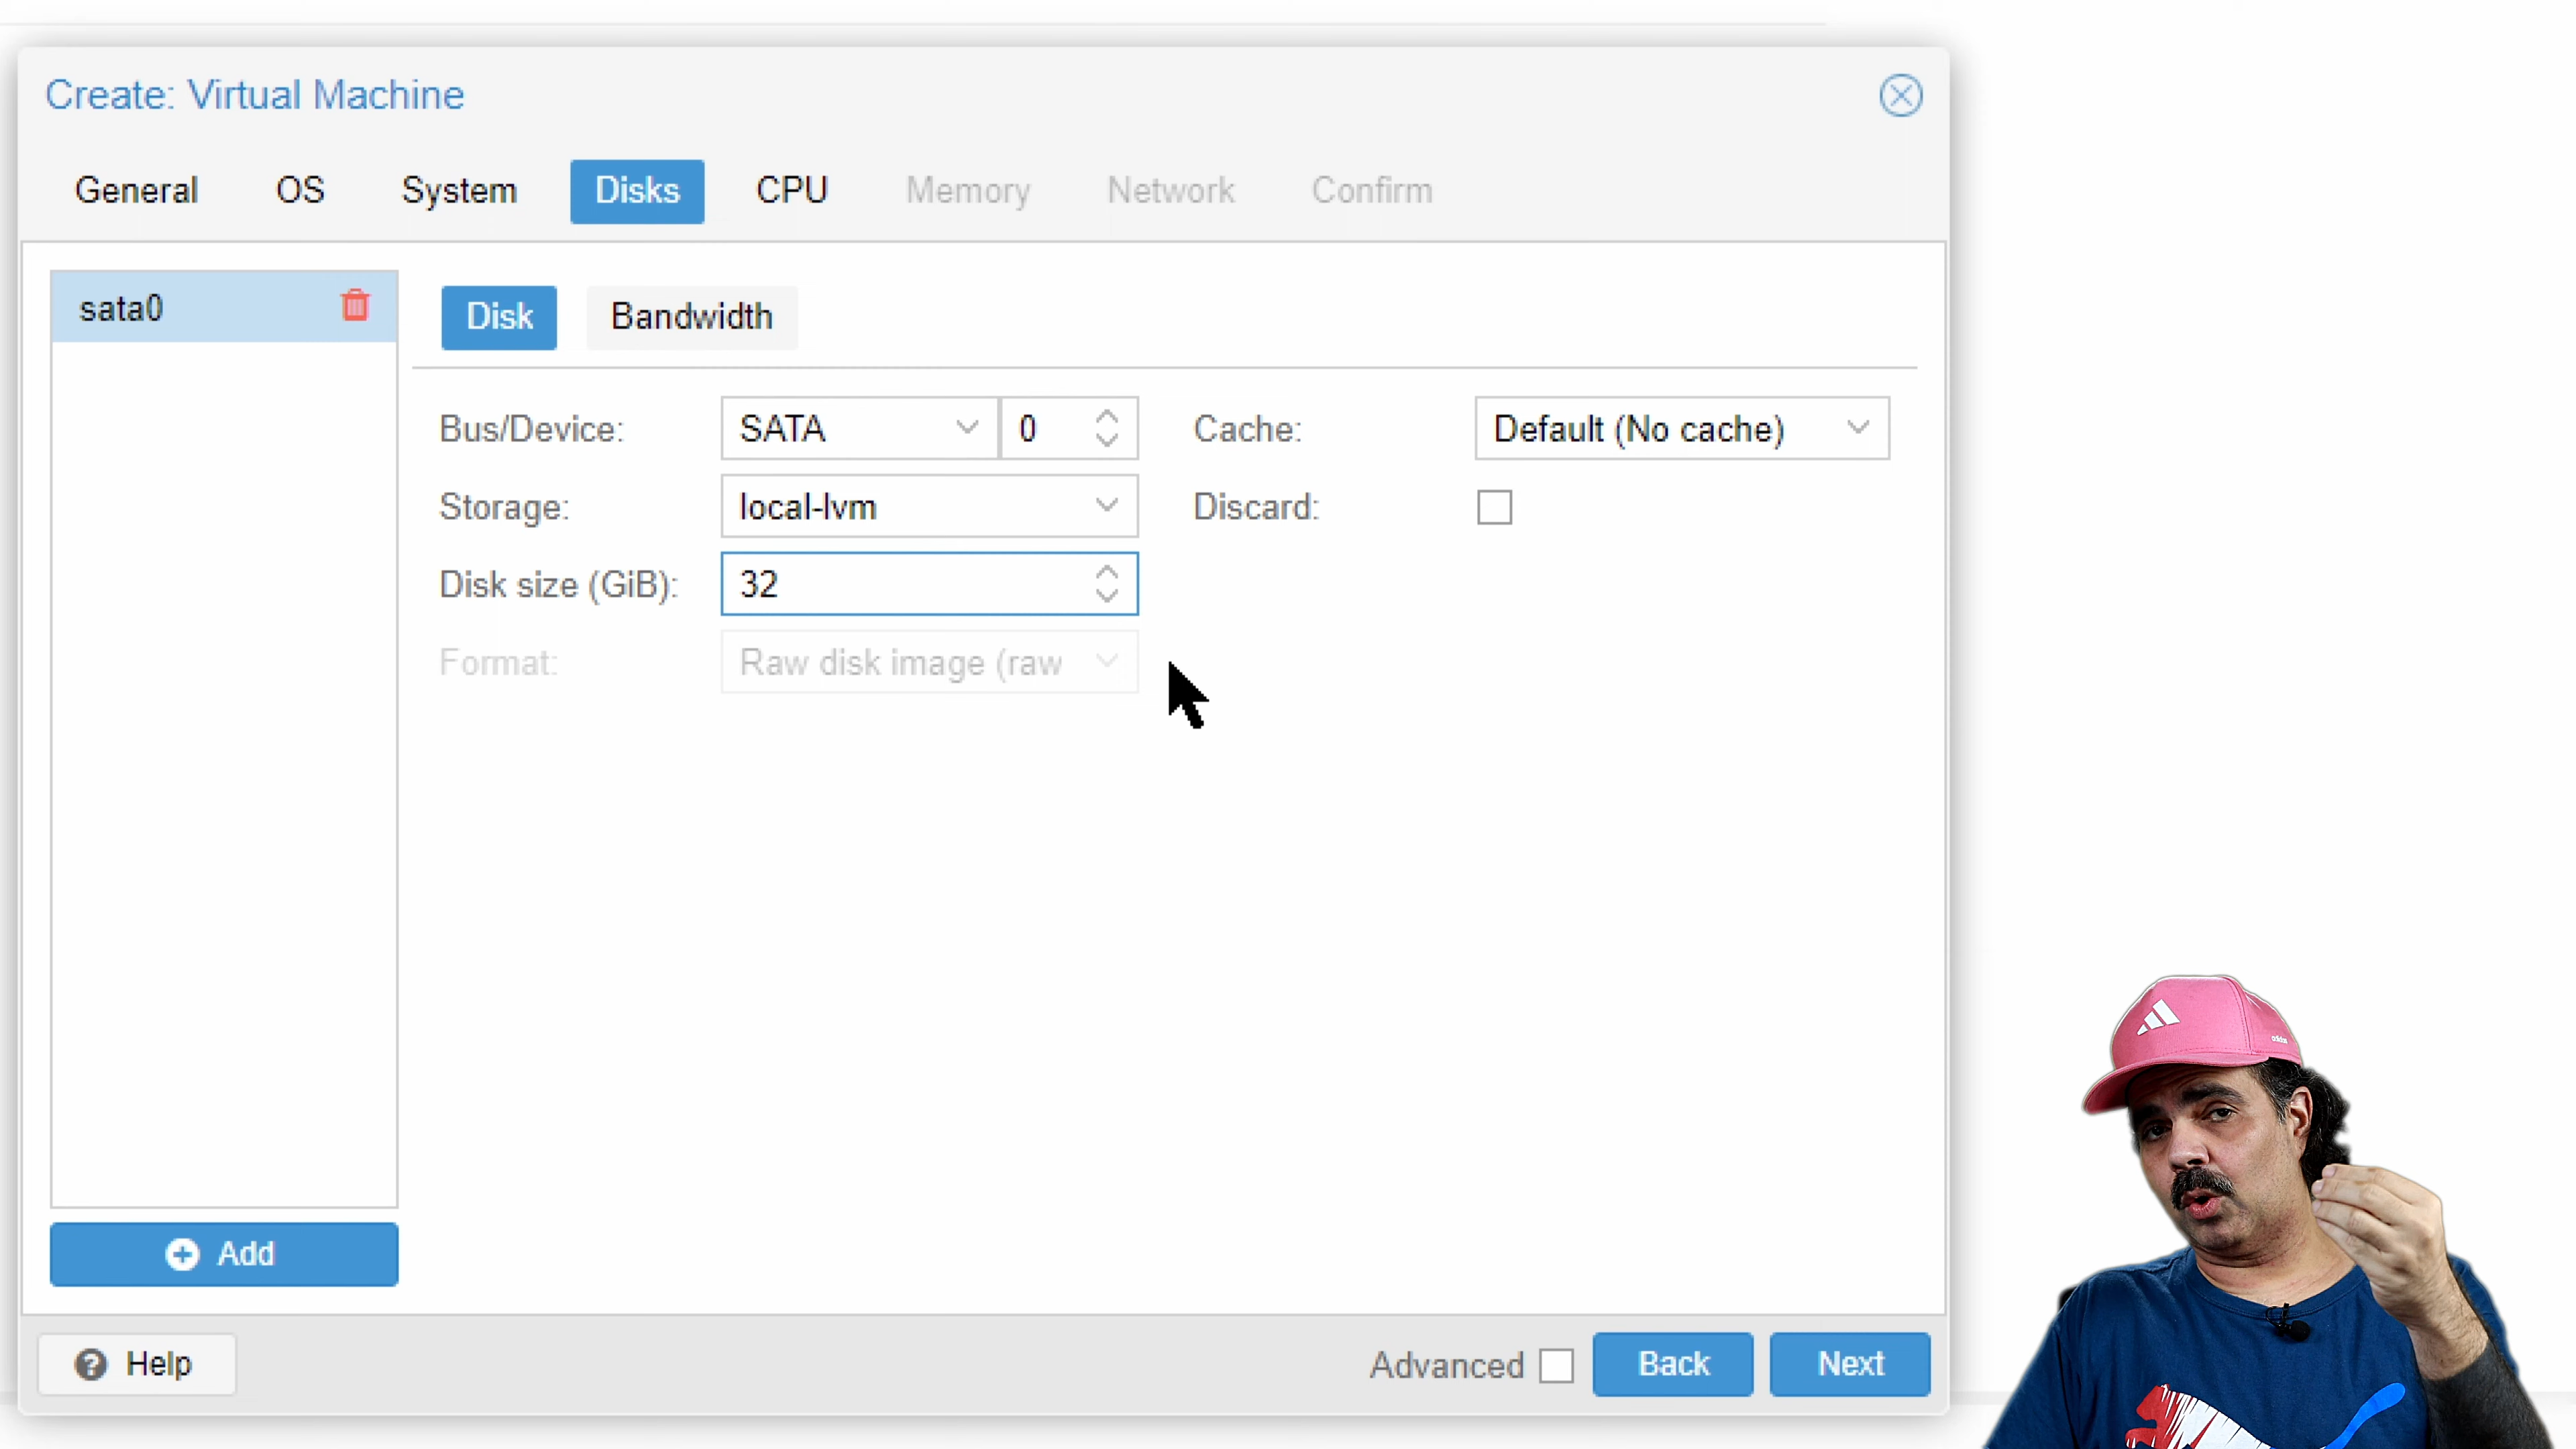 Create: Virtual Machine
General OS System Disks CPU Memory Network Confirm
sata0
Disk Bandwidth
Bus/Device: SATA 0 Cache: Default (No cache)
Storage: local-lvm Discard:
Disk size (GiB): 32
Format: Raw disk image (raw
Add
Help Advanced Back Next